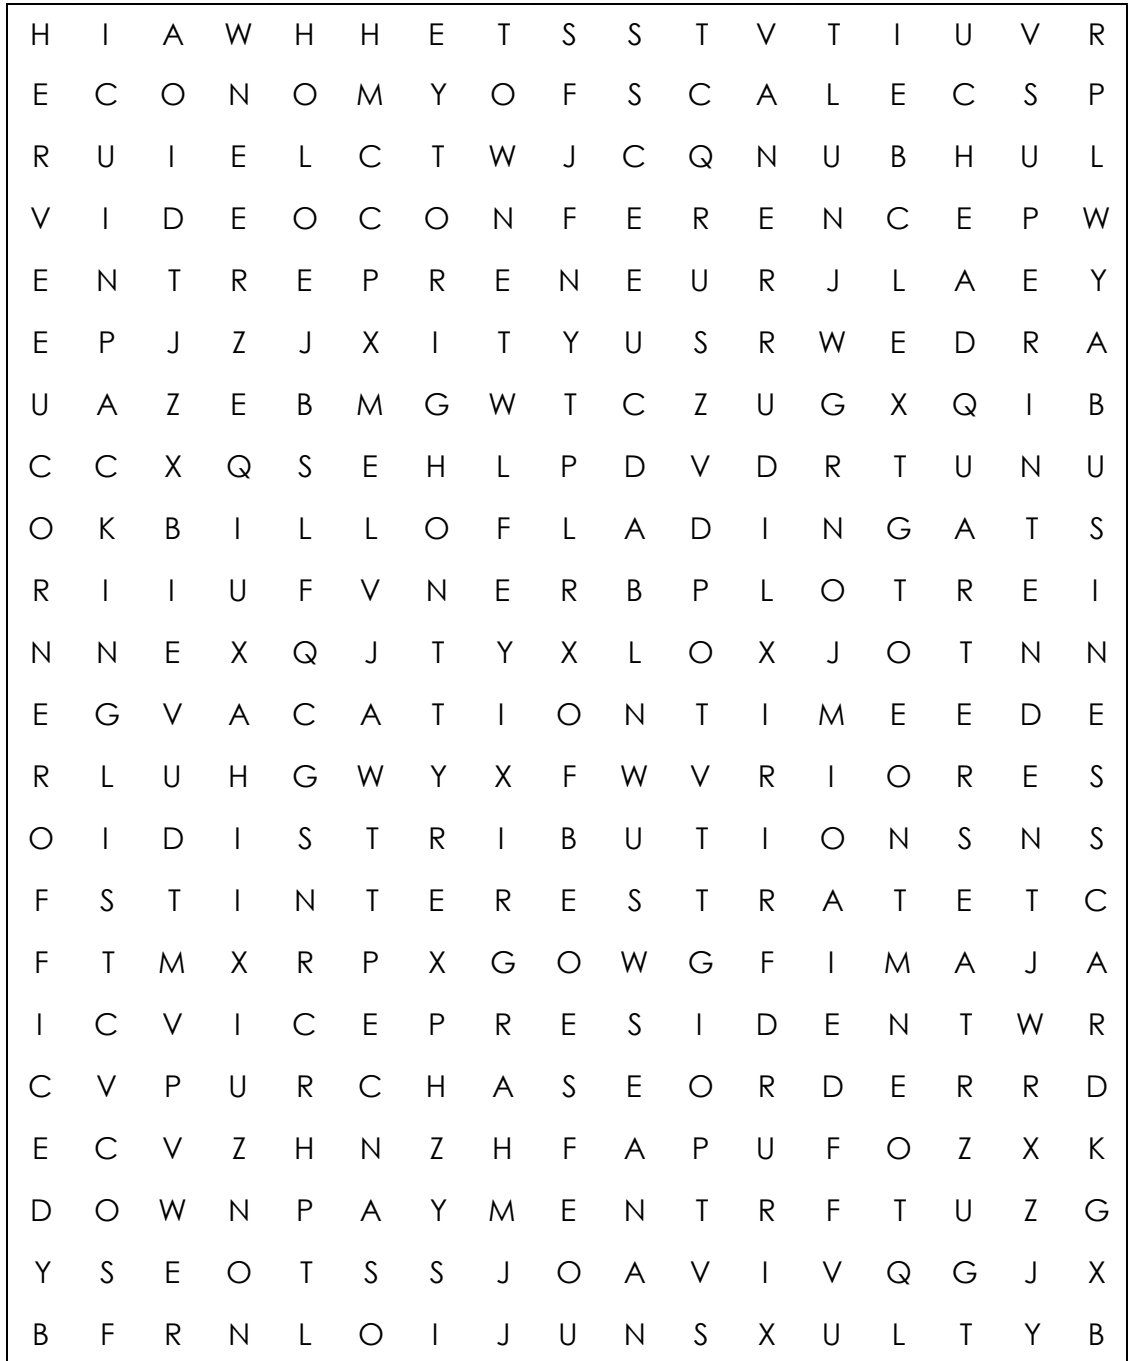 H I A W H H E T S S T V T I U V R
E C O N O M Y O F S C A L E C S P
R U I E L C T W J C Q N U B H U L
V I D E O C O N F E R E N C E P W
E N T R E P R E N E U R J L A E Y
E P J Z J X I T Y U S R W E D R A
U A Z E B M G W T C Z U G X Q I B
C C X Q S E H L P D V D R T U N U
O K B I L L O F L A D I N G A T S
R I I U F V N E R B P L O T R E I
N N E X Q J T Y X L O X J O T N N
E G V A C A T I O N T I M E E D E
R L U H G W Y X F W V R I O R E S
O I D I S T R I B U T I O N S N S
F S T I N T E R E S T R A T E T C
F T M X R P X G O W G F I M A J A
I C V I C E P R E S I D E N T W R
C V P U R C H A S E O R D E R R D
E C V Z H N Z H F A P U F O Z X K
D O W N P A Y M E N T R F T U Z G
Y S E O T S S J O A V I V Q G J X
B F R N L O I J U N S X U L T Y B